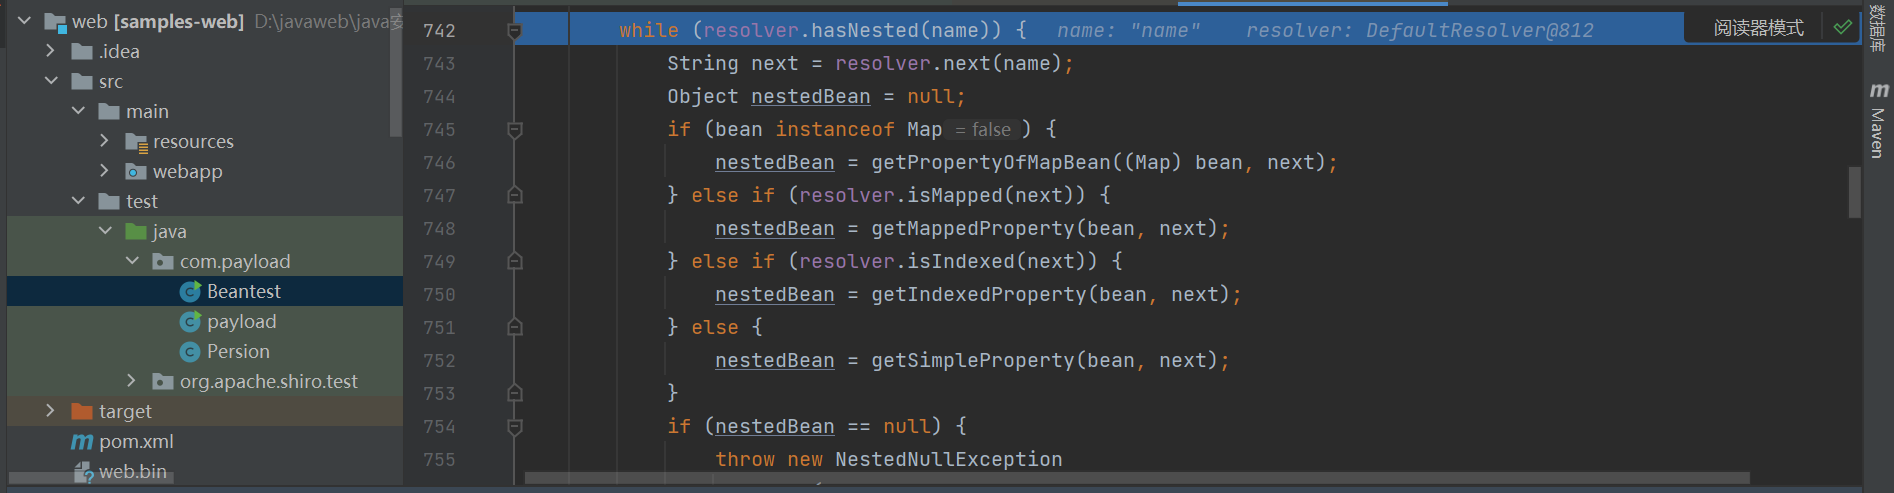 web [samples-web] D:\javaweb\java安
.idea
src
main
resources
webapp
test
java
com.payload
Beantest
payload
Persion
org.apache.shiro.test
target
pom.xml
web.bin
742 while (resolver.hasNested(name)) { name: "name" resolver: DefaultResolver@812
743 String next = resolver.next(name);
744 Object nestedBean = null;
745 if (bean instanceof Map = false ) {
746 nestedBean = getPropertyOfMapBean((Map) bean, next);
747 } else if (resolver.isMapped(next)) {
748 nestedBean = getMappedProperty(bean, next);
749 } else if (resolver.isIndexed(next)) {
750 nestedBean = getIndexedProperty(bean, next);
751 } else {
752 nestedBean = getSimpleProperty(bean, next);
753 }
754 if (nestedBean == null) {
755 throw new NestedNullException
阅读器模式
数据库
m Maven